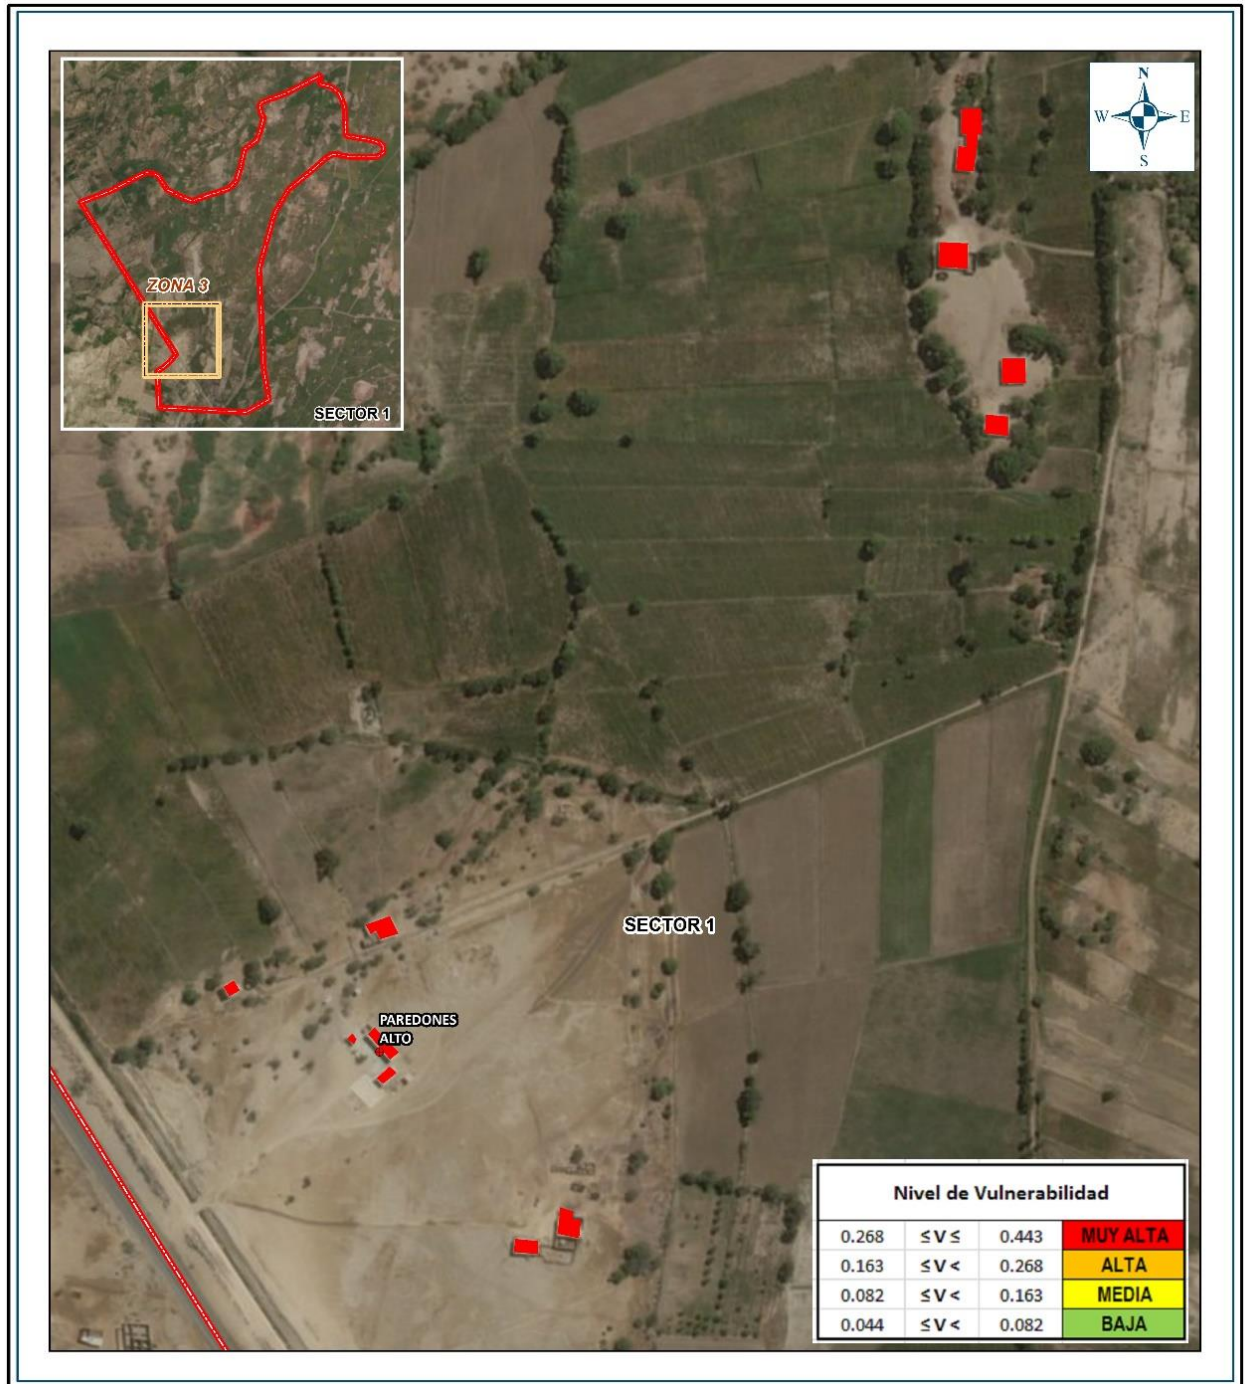 ZONA 3
SECTOR 1
N
W E
S
SECTOR 1
PAREDONES
ALTO
Nivel de Vulnerabilidad
0.268 ≤ V ≤ 0.443 MUY ALTA
0.163 ≤ V < 0.268 ALTA
0.082 ≤ V < 0.163 MEDIA
0.044 ≤ V < 0.082 BAJA